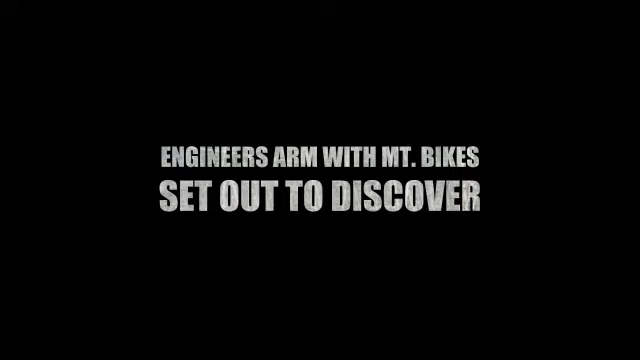 ENGINEERS ARM WITH MT. BIKES
SET OUT TO DISCOVER